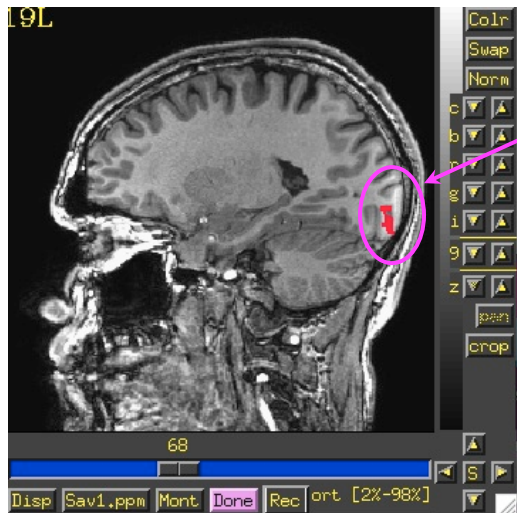 19L
Colr
Swap
Norm
c
b
r
g
i
9
z
pan
crop
68
S
Disp Sav1.ppm Mont Done Rec ort [2%-98%]